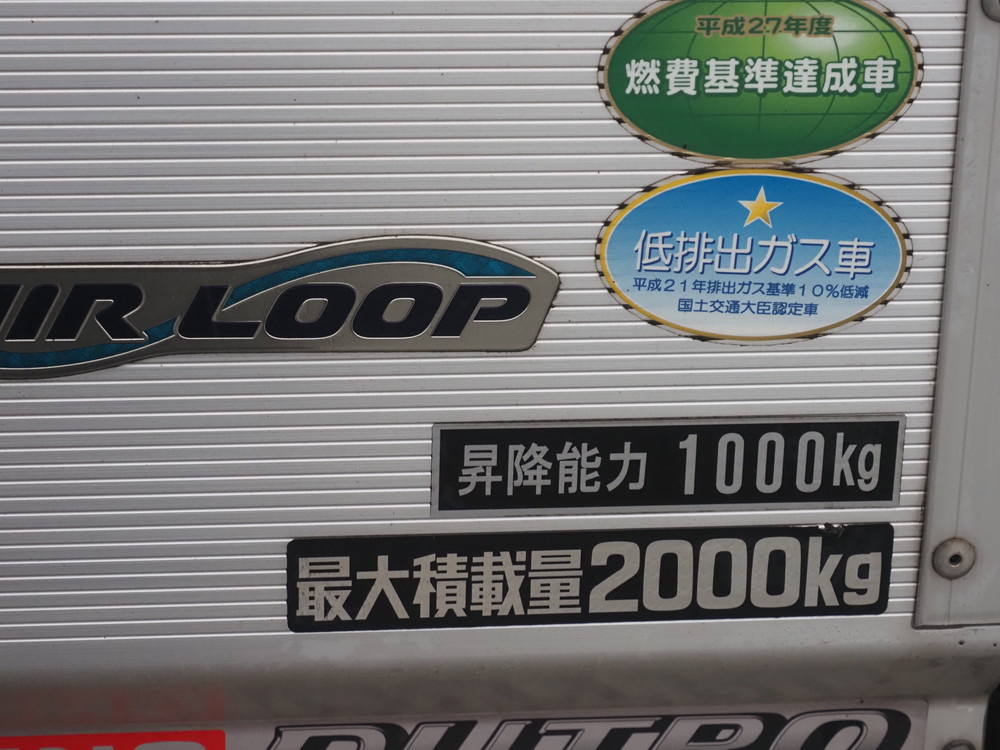 平成27年度
燃費基準達成車
低排出ガス車
平成21年排出ガス基準10%低減
国土交通大臣認定車
AIR LOOP
昇降能力 1000kg
最大積載量2000kg
DUTRO